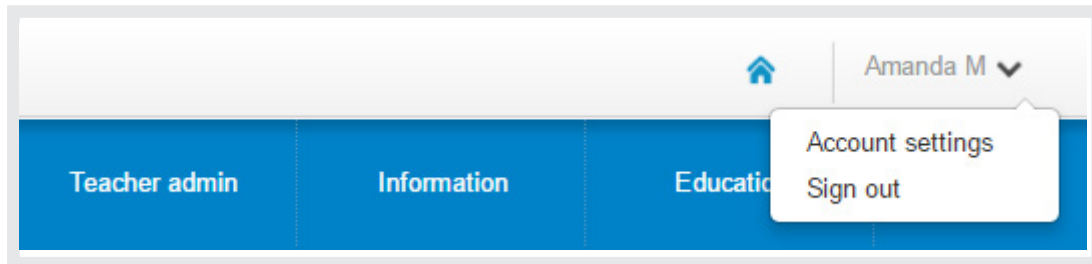 Amanda M
Account settings
Sign out
Teacher admin Information